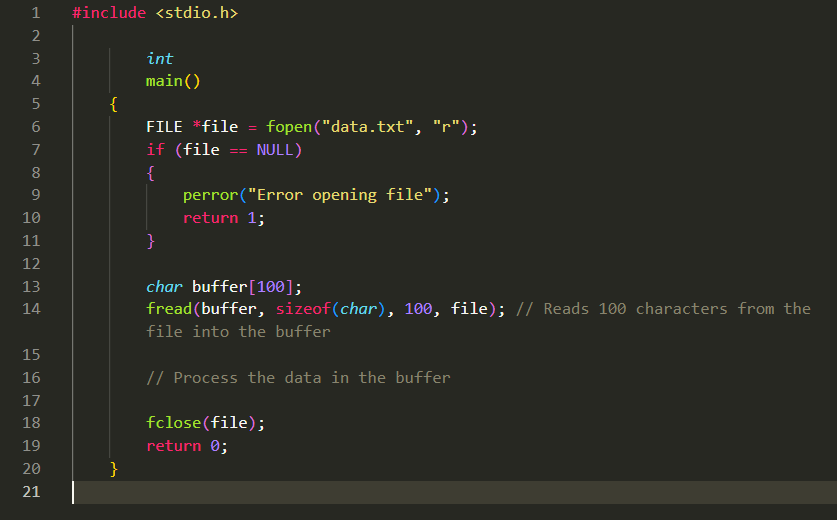 1 #include <stdio.h>
2
3 int
4 main()
5 {
6 FILE *file = fopen("data.txt", "r");
7 if (file == NULL)
8 {
9 perror("Error opening file");
10 return 1;
11 }
12
13 char buffer[100];
14 fread(buffer, sizeof(char), 100, file); // Reads 100 characters from the
file into the buffer
15
16 // Process the data in the buffer
17
18 fclose(file);
19 return 0;
20 }
21